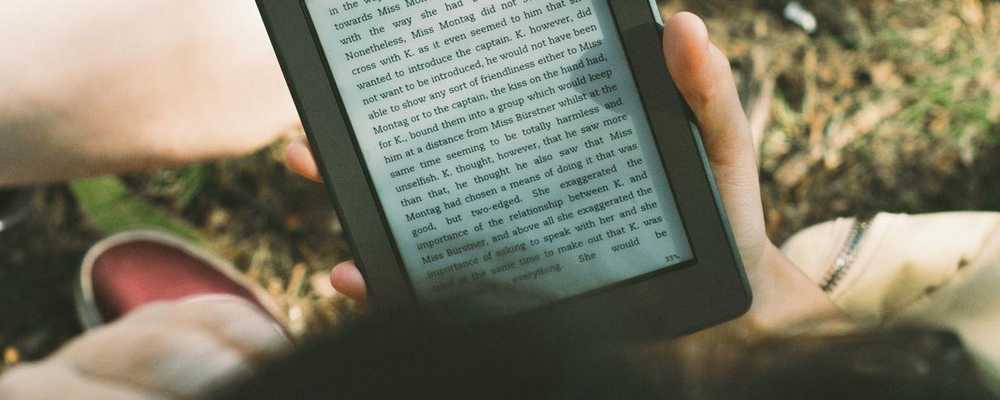 in the way
towards Miss
with the way she had
Nonetheless, Miss Montag did not
cross with K. as it even seemed to him that she
wanted to introduce the captain. K. however, did
not want to be introduced, he would not have been
able to show any sort of friendliness either to Miss
Montag or to the captain, the kiss on the hand had,
for K., bound them into a group which would keep
him at a distance from Miss Bürstner whilst at the
same time seeming to be totally harmless and
unselfish. K. thought, however, that he saw more
than that, he thought he also saw that Miss
Montag had chosen a means of doing it that was
good, but two-edged. She exaggerated the
importance of the relationship between K. and
Miss Bürstner, and above all she exaggerated the
importance of asking to speak with her and she
tried at the same time to make out that K. was
everything. She would be
33%